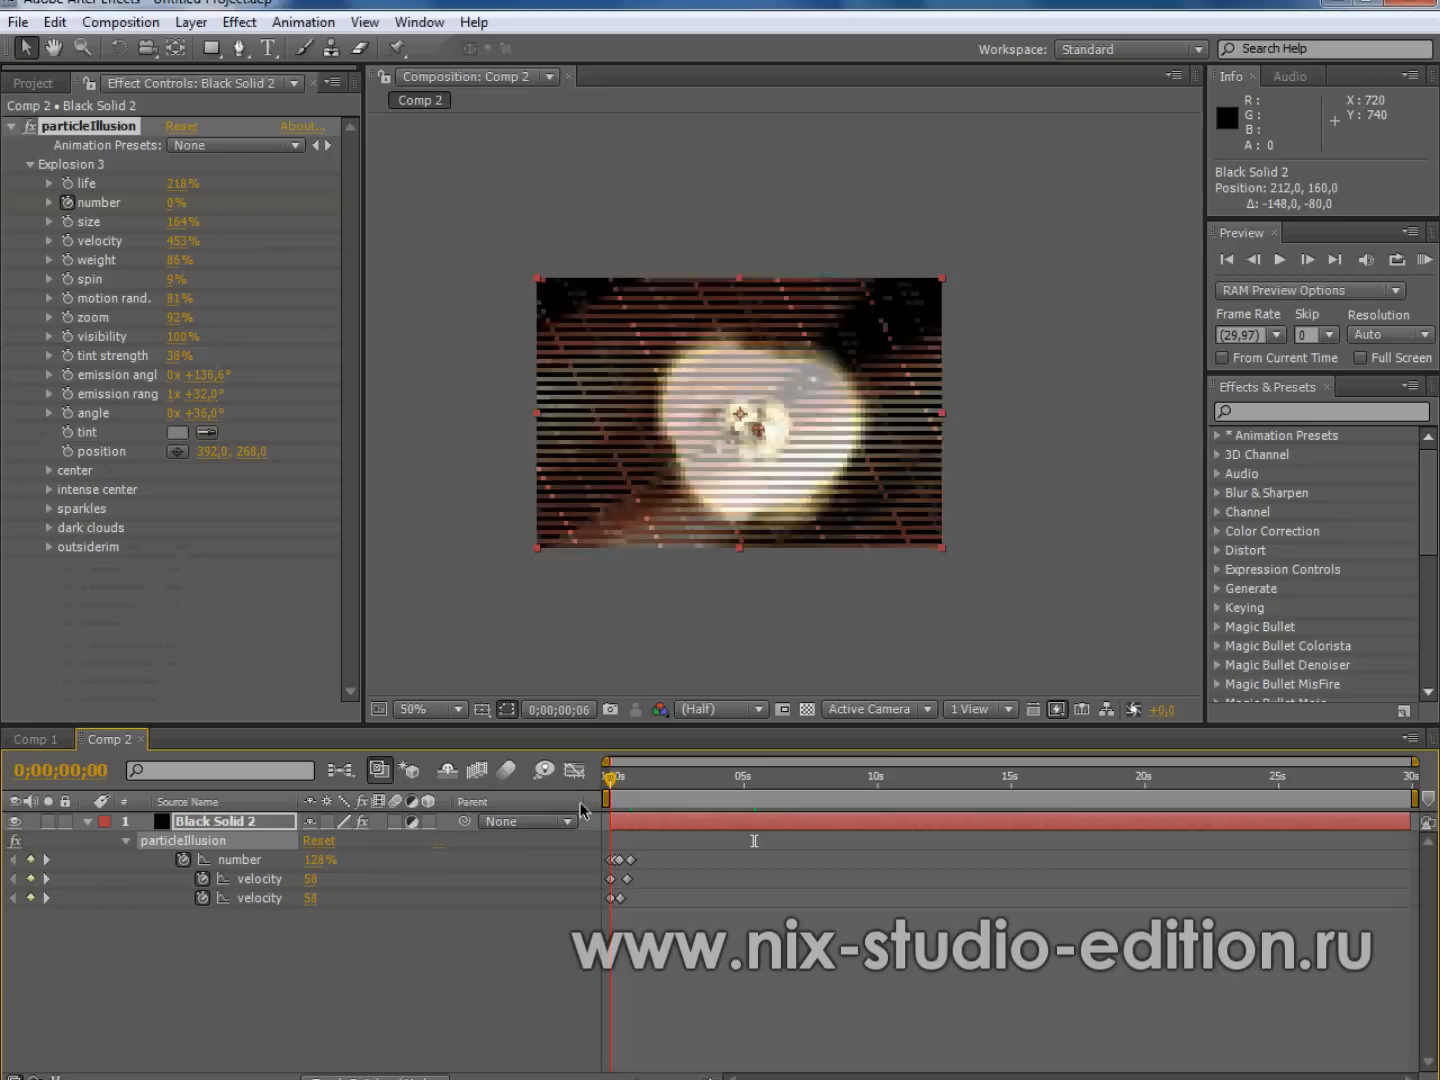 File Edit Composition Layer Effect Animation View Window Help
Workspace: Standard Search Help
Project Effect Controls: Black Solid 2
Comp 2 • Black Solid 2
particleIllusion Reset About...
Animation Presets: None
Explosion 3
life 218%
number 0%
size 164%
velocity 453%
weight 86%
spin 9%
motion rand. 81%
zoom 92%
visibility 100%
tint strength 38%
emission angl 0x +136,6°
emission rang 1x +32,0°
angle 0x +36,0°
tint
position 392,0, 268,0
center
intense center
sparkles
dark clouds
outsiderim
Composition: Comp 2
Comp 2
50% 0;00;00;06 (Half) Active Camera 1 View +0,0
Info Audio
R: X: 720
G: Y: 740
B:
A: 0
Black Solid 2
Position: 212,0, 160,0
Δ: -148,0, -80,0
Preview
RAM Preview Options
Frame Rate Skip Resolution
(29,97) 0 Auto
From Current Time Full Screen
Effects & Presets
* Animation Presets
3D Channel
Audio
Blur & Sharpen
Channel
Color Correction
Distort
Expression Controls
Generate
Keying
Magic Bullet
Magic Bullet Colorista
Magic Bullet Denoiser
Magic Bullet MisFire
Comp 1 Comp 2
0;00;00;00
05s 10s 15s 20s 25s 30s
# Source Name Parent
1 Black Solid 2 None
particleIllusion Reset
number 128%
velocity 58
velocity 58
www.nix-studio-edition.ru